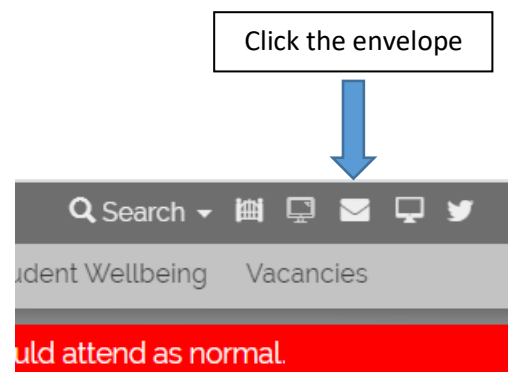 Click the envelope
Search
udent Wellbeing Vacancies
uld attend as normal.